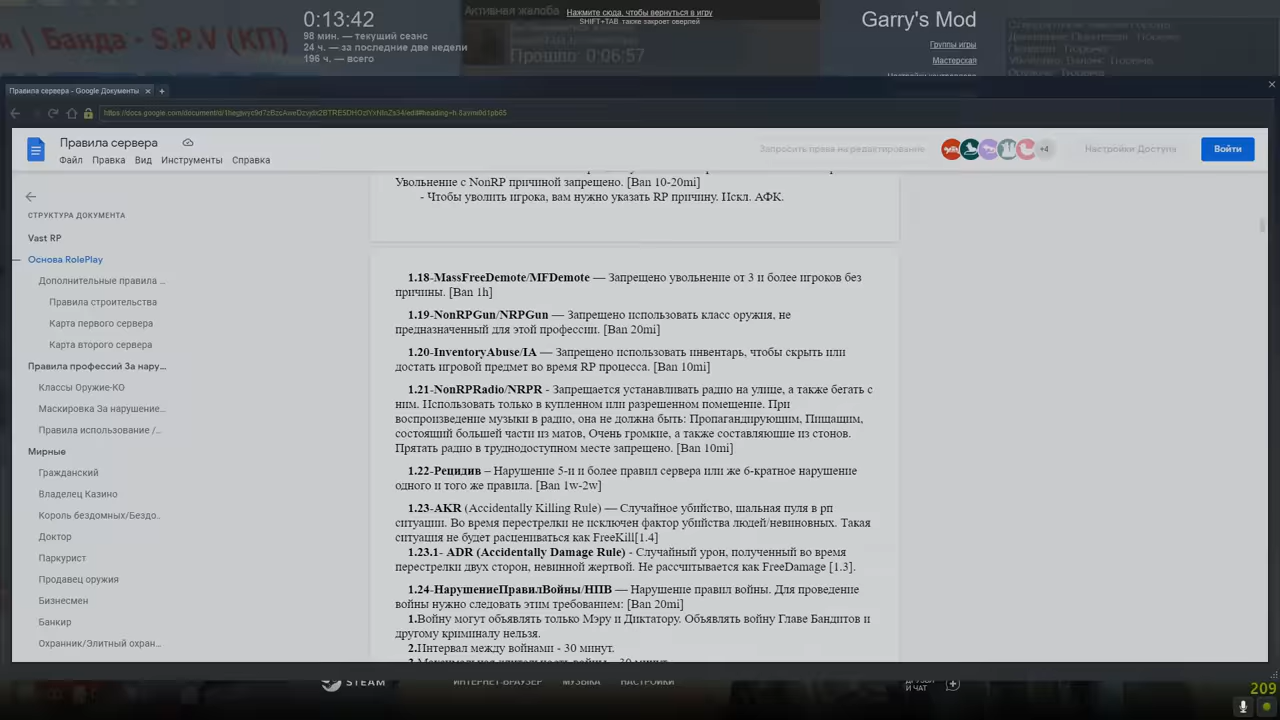 0:13:42
98 мин. — текущий сеанс
24 ч. — за последние две недели
196 ч. — всего
и \ Банда - S.P.V (КП)
Активная жалоба
Нажмите сюда, чтобы вернуться в игру
SHIFT+TAB также закроет оверлей
Прошло: 0:06:57
Garry's Mod
Группы игры
Мастерская
Правила сервера - Google Документы
Правила сервера
Файл Правка Вид Инструменты Справка
Запросить права на редактирование
+4
Настройки Доступа
Войти
СТРУКТУРА ДОКУМЕНТА
Vast RP
Основа RolePlay
Дополнительные правила ...
Правила строительства
Карта первого сервера
Карта второго сервера
Правила профессий За нару...
Классы Оружие-КО
Маскировка За нарушение...
Правила использование /...
Мирные
Гражданский
Владелец Казино
Король бездомных/Бездо...
Доктор
Паркурист
Продавец оружия
Бизнесмен
Банкир
Охранник/Элитный охран...
Увольнение с NonRP причиной запрещено. [Ban 10-20mi]
- Чтобы уволить игрока, вам нужно указать RP причину. Искл. АФК.
1.18-MassFreeDemote/MFDemote — Запрещено увольнение от 3 и более игроков без
причины. [Ban 1h]
1.19-NonRPGun/NRPGun — Запрещено использовать класс оружия, не
предназначенный для этой профессии. [Ban 20mi]
1.20-InventoryAbuse/IA — Запрещено использовать инвентарь, чтобы скрыть или
достать игровой предмет во время RP процесса. [Ban 10mi]
1.21-NonRPRadio/NRPR - Запрещается устанавливать радио на улице, а также бегать с
ним. Использовать только в купленном или разрешенном помещение. При
воспроизведение музыки в радио, она не должна быть: Пропагандирующим, Пищащим,
состоящий большей части из матов, Очень громкие, а также составляющие из стонов.
Прятать радио в труднодоступном месте запрещено. [Ban 10mi]
1.22-Рецидив – Нарушение 5-и и более правил сервера или же 6-кратное нарушение
одного и того же правила. [Ban 1w-2w]
1.23-AKR (Accidentally Killing Rule) — Случайное убийство, шальная пуля в рп
ситуации. Во время перестрелки не исключен фактор убийства людей/невиновных. Такая
ситуация не будет расцениваться как FreeKill[1.4]
1.23.1- ADR (Accidentally Damage Rule) - Случайный урон, полученный во время
перестрелки двух сторон, невинной жертвой. Не рассчитывается как FreeDamage [1.3].
1.24-НарушениеПравилВойны/НПВ — Нарушение правил войны. Для проведение
войны нужно следовать этим требованием: [Ban 20mi]
1.Войну могут объявлять только Мэру и Диктатору. Объявлять войну Главе Бандитов и
другому криминалу нельзя.
2.Интервал между войнами - 30 минут.
STEAM
ИНТЕРНЕТ-БРАУЗЕР
МУЗЫКА
НАСТРОЙКИ
И ЧАТ
209